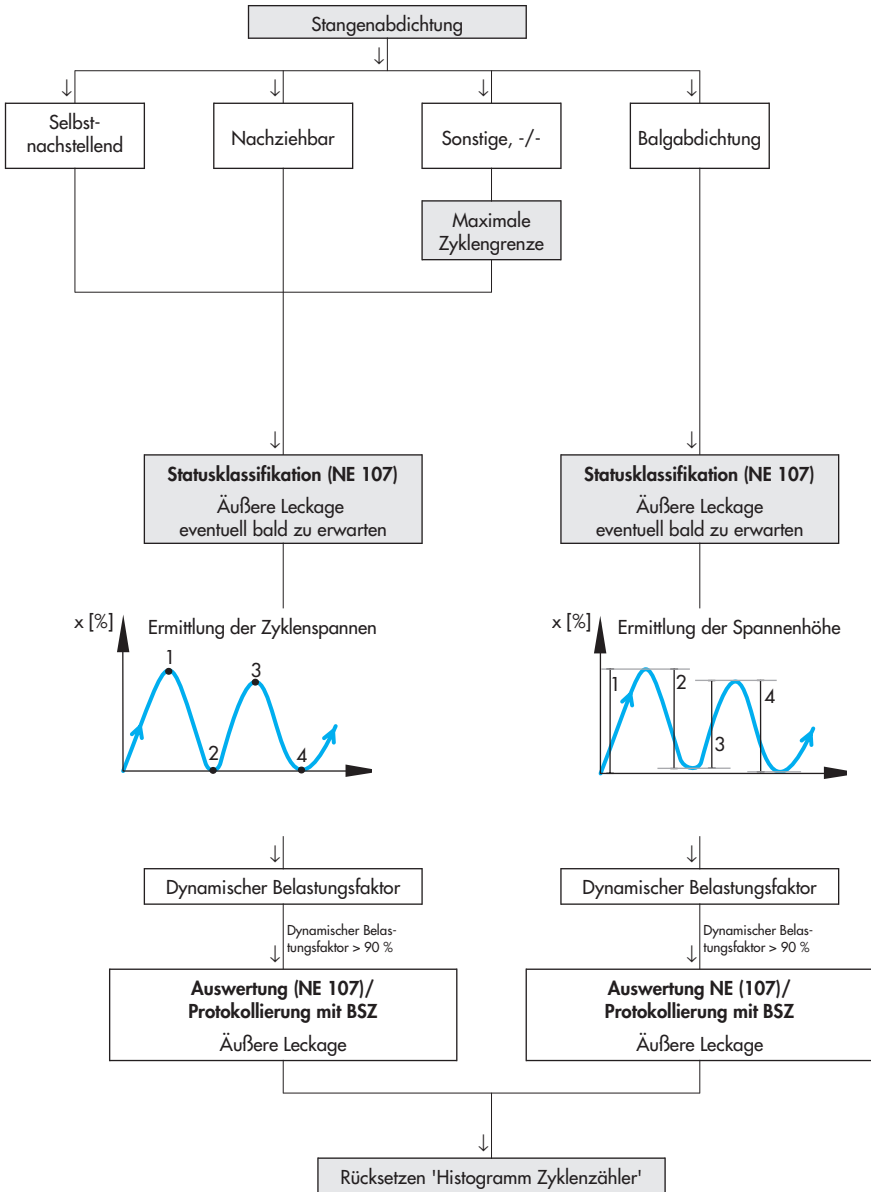 Stangenabdichtung
Selbst-
nachstellend
Nachziehbar
Sonstige, -/-
Balgabdichtung
Maximale
Zyklengrenze
Statusklassifikation (NE 107)
Äußere Leckage
eventuell bald zu erwarten
Statusklassifikation (NE 107)
Äußere Leckage
eventuell bald zu erwarten
x [%]
Ermittlung der Zyklenspannen
1
2
3
4
x [%]
Ermittlung der Spannenhöhe
1
2
3
4
Dynamischer Belastungsfaktor
Dynamischer Belastungsfaktor
Dynamischer Belas-
tungsfaktor > 90 %
Dynamischer Belas-
tungsfaktor > 90 %
Auswertung (NE 107)/
Protokollierung mit BSZ
Äußere Leckage
Auswertung NE (107)/
Protokollierung mit BSZ
Äußere Leckage
Rücksetzen 'Histogramm Zyklenzähler'